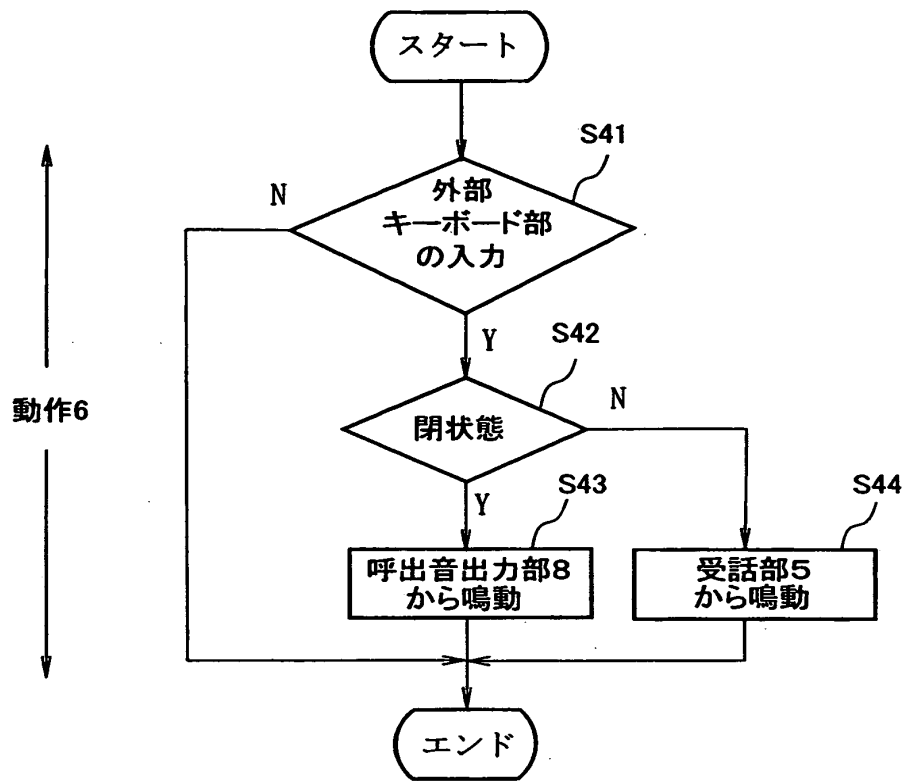 スタート
S41
N
外部
キーボード部
の入力
Y
S42
動作6
閉状態
N
Y
S43
S44
呼出音出力部8
から鳴動
受話部5
から鳴動
エンド